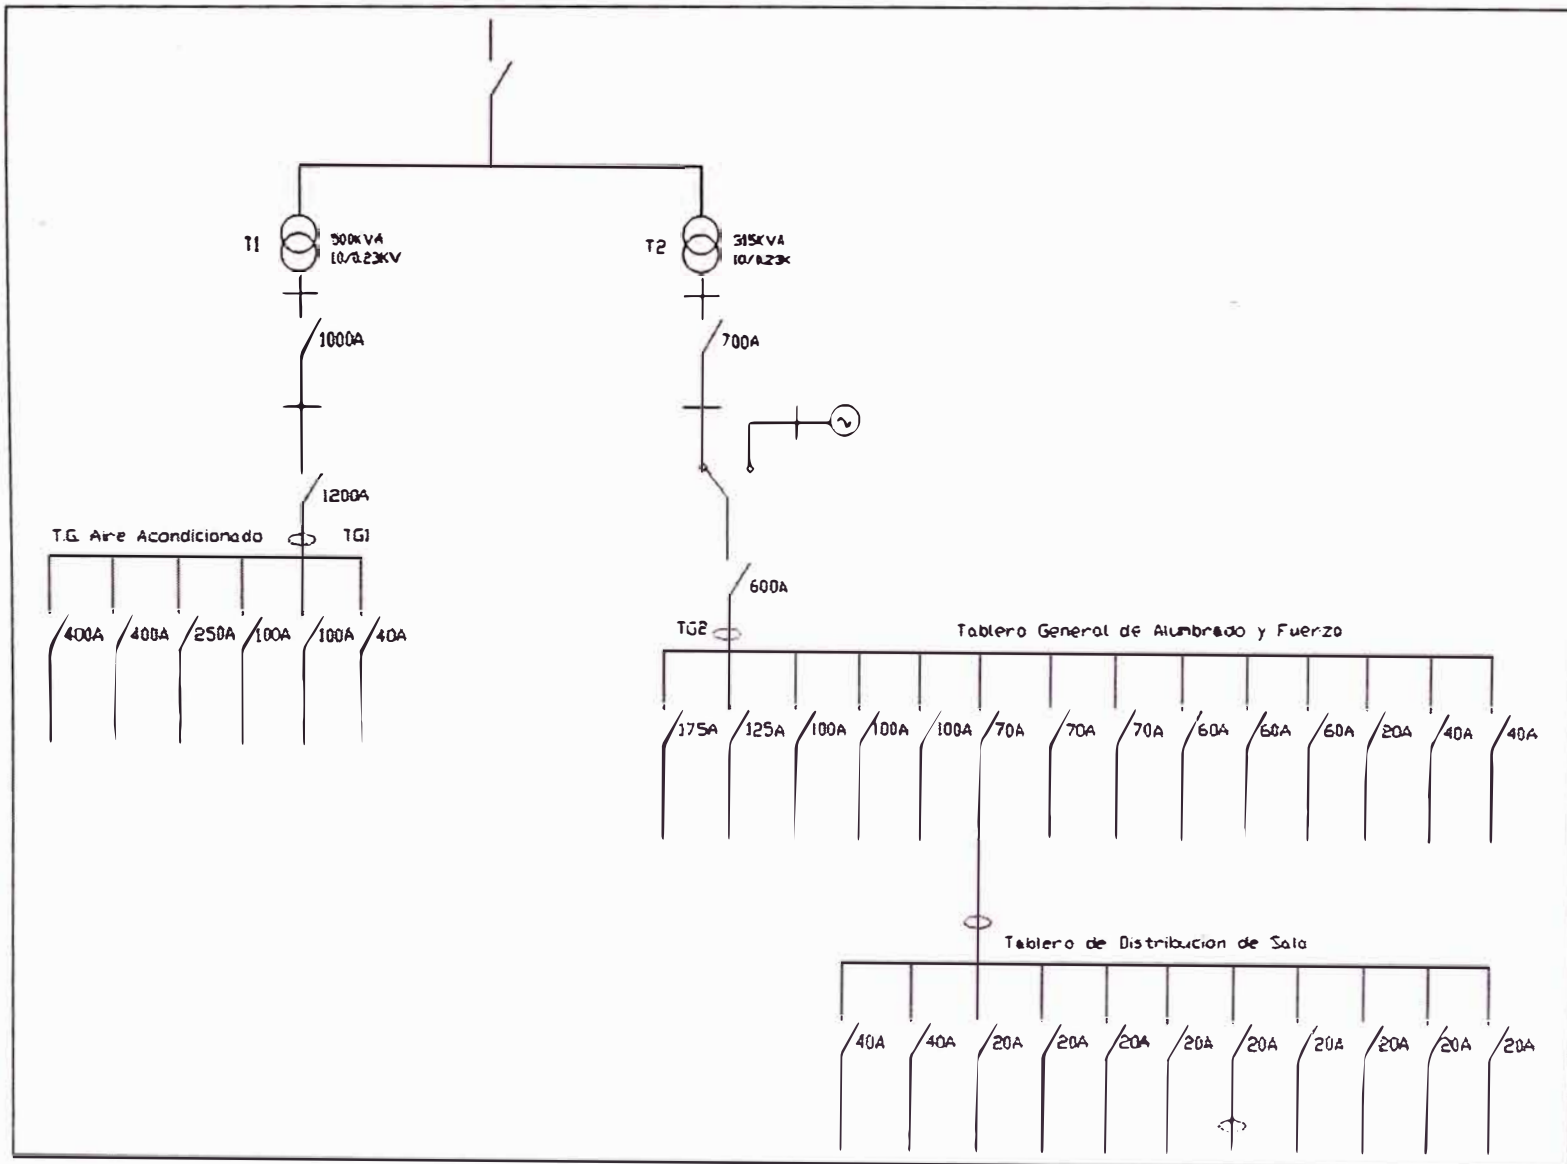 T1
500KVA
10/0.23KV
T2
315KVA
10/0.23K
1000A
700A
1200A
T.G. Aire Acondicionado
TG1
600A
400A
400A
250A
100A
100A
40A
TG2
Tablero General de Alumbrado y Fuerza
175A
125A
100A
100A
100A
70A
70A
70A
60A
60A
60A
20A
40A
40A
Tablero de Distribucion de Sala
40A
40A
20A
20A
20A
20A
20A
20A
20A
20A
20A